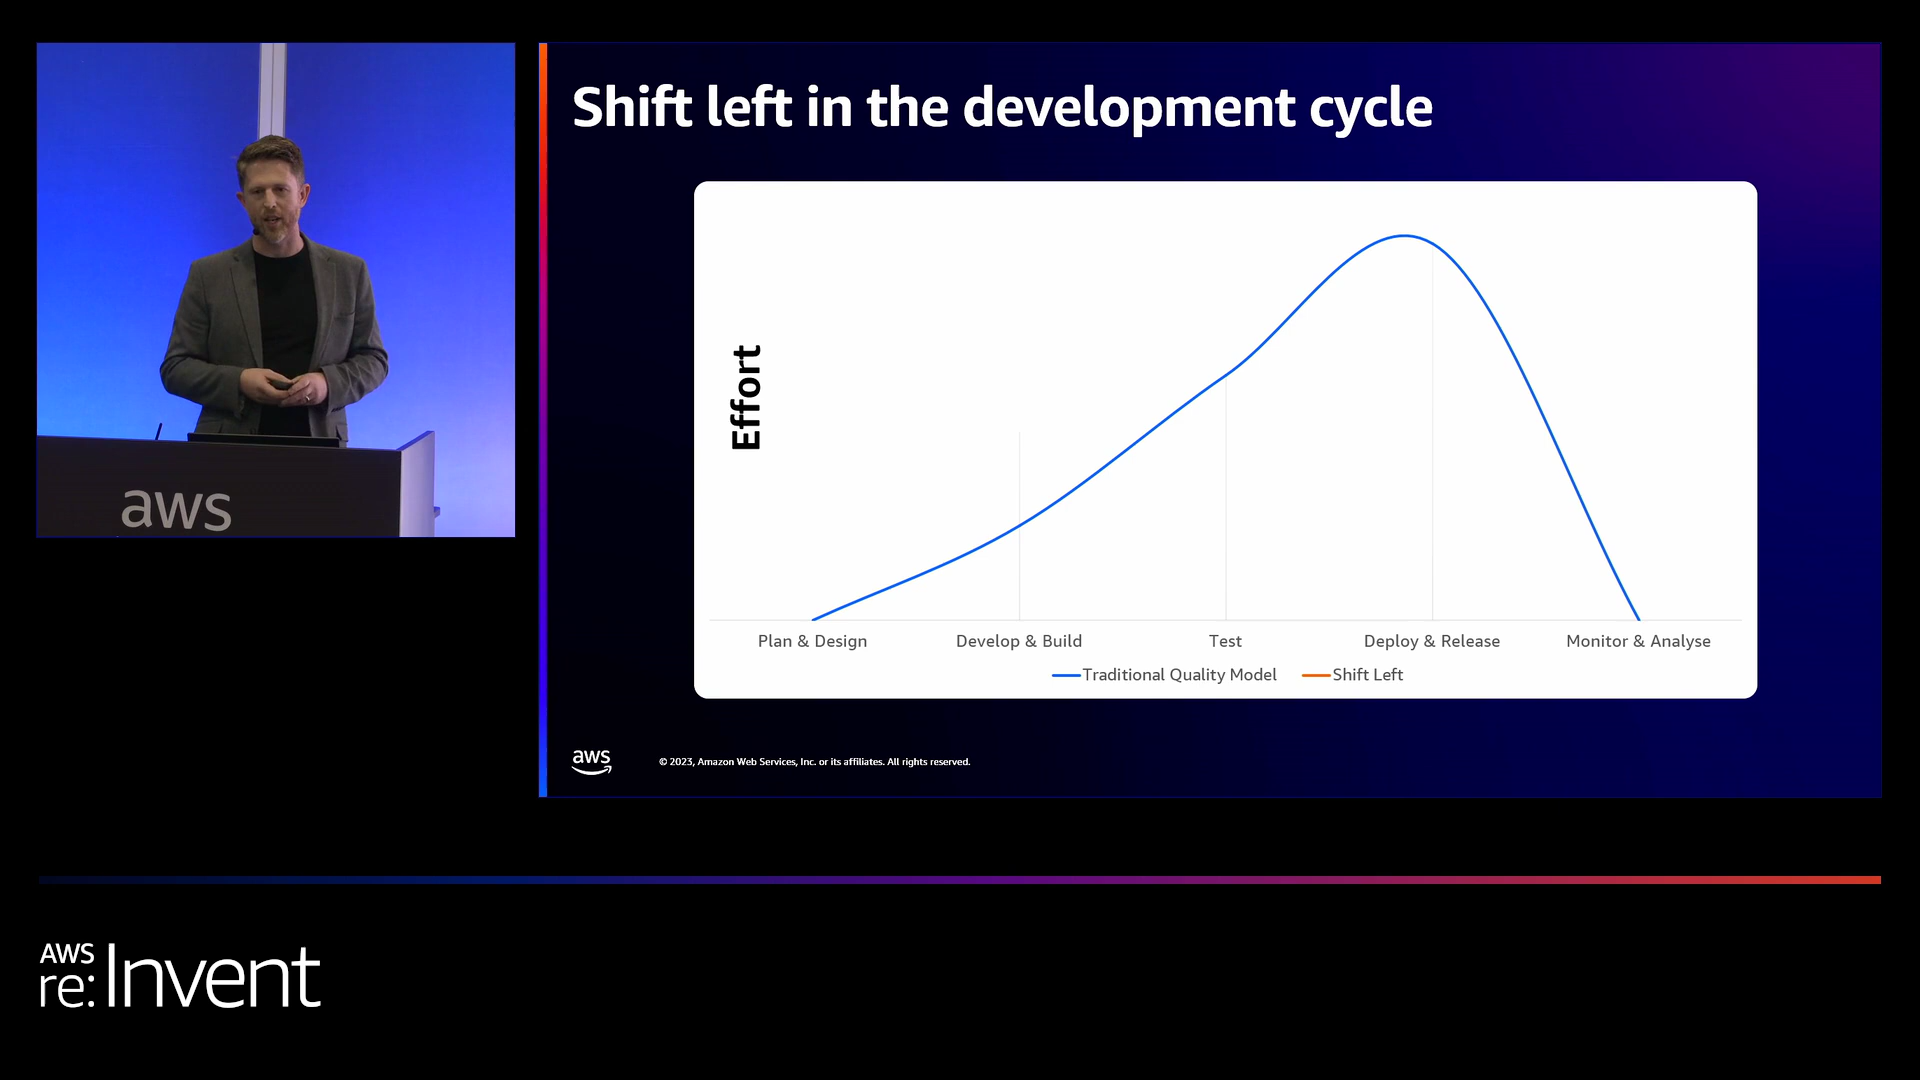 Shift left in the development cycle
Effort
Plan & Design
Develop & Build
Test
Deploy & Release
Monitor & Analyse
Traditional Quality Model
Shift Left
aws
© 2023, Amazon Web Services, Inc. or its affiliates. All rights reserved.
aws
AWS
re:Invent